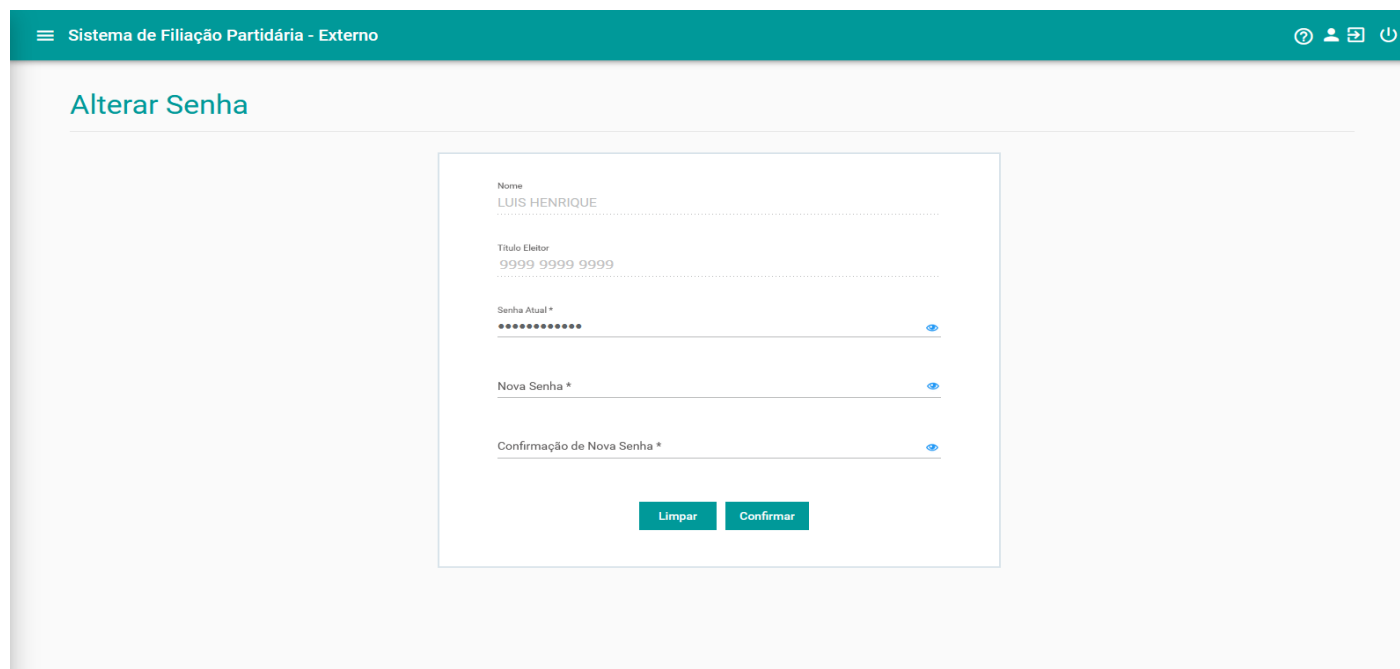 Sistema de Filiação Partidária - Externo
Alterar Senha
Nome
LUIS HENRIQUE
Título Eleitor
9999 9999 9999
Senha Atual *
••••••••••••
Nova Senha *
Confirmação de Nova Senha *
Limpar Confirmar